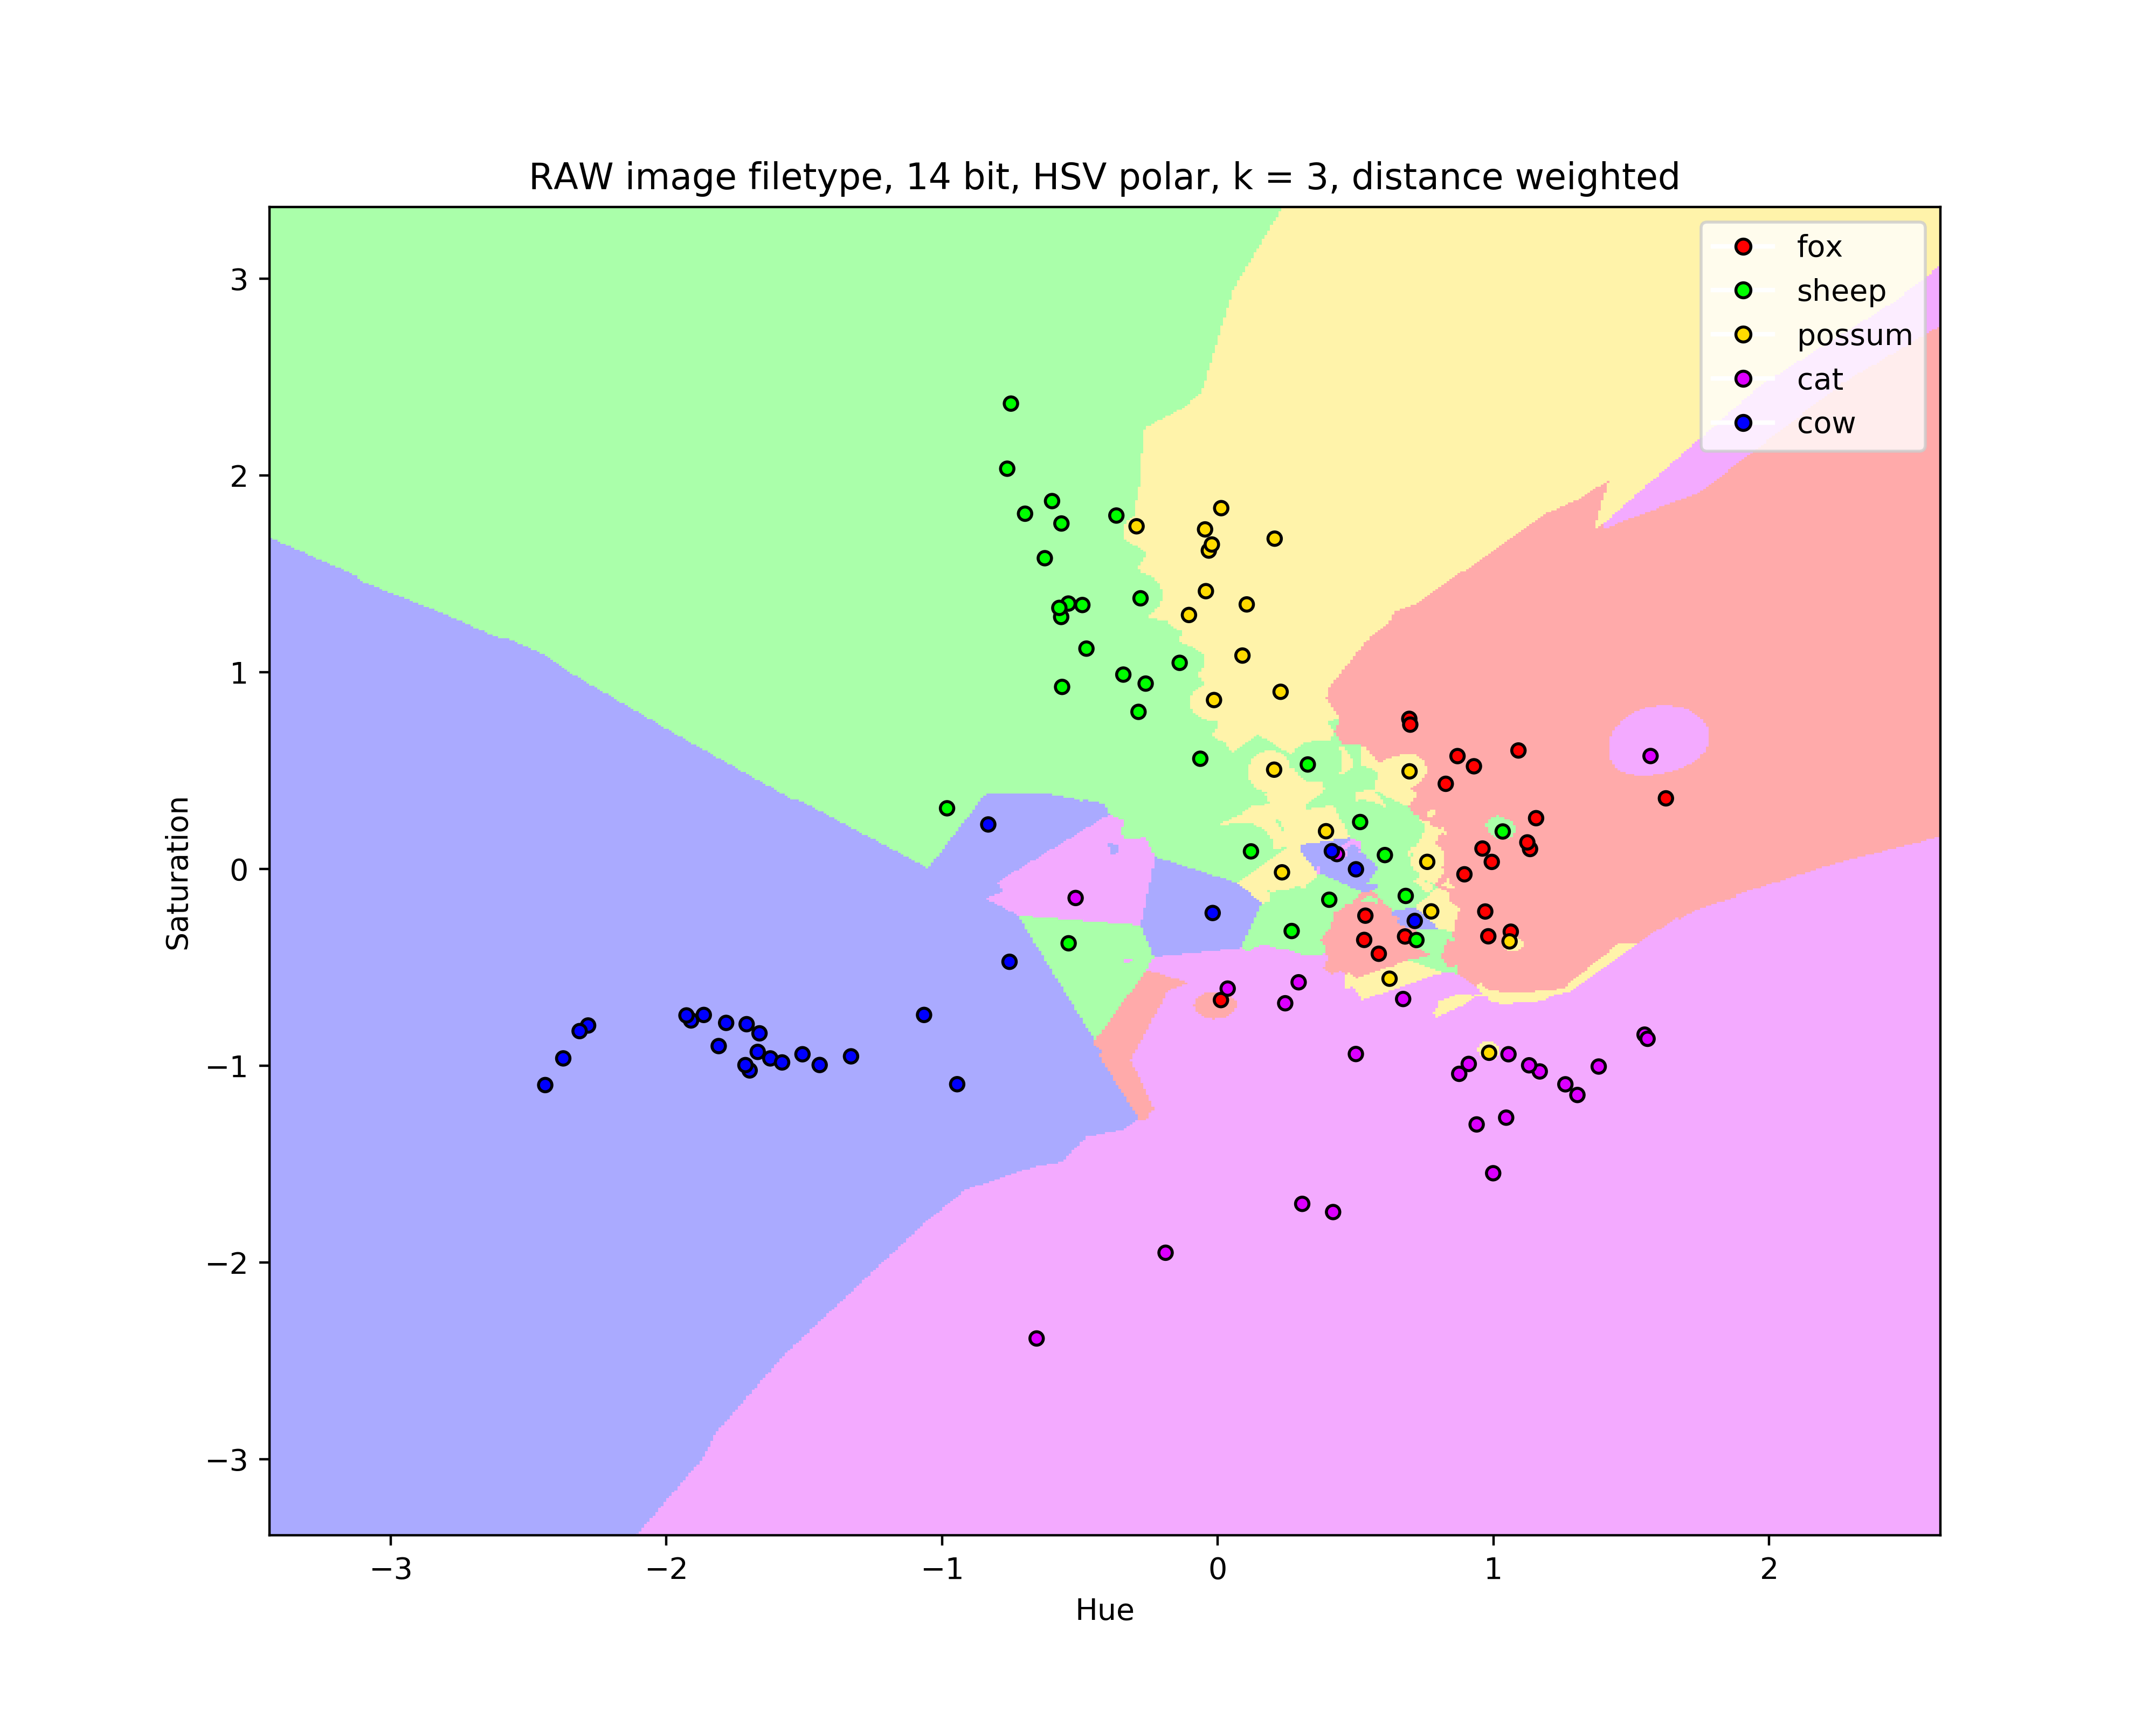 RAW image filetype, 14 bit, HSV polar, k = 3, distance weighted
fox
sheep
possum
cat
cow
3
2
1
0
−1
−2
−3
Saturation
−3
−2
−1
0
1
2
Hue